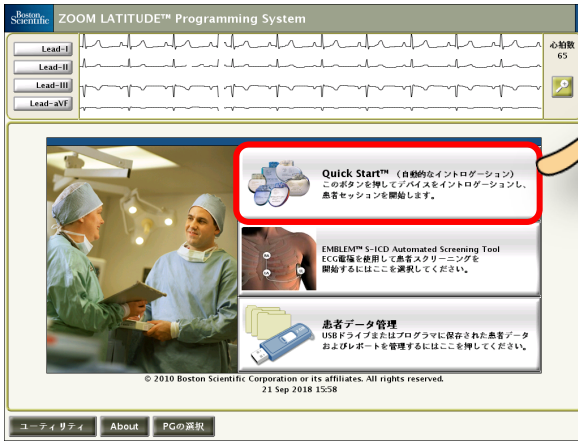 Boston
Scientific
ZOOM LATITUDE™ Programming System
Lead-I
Lead-II
Lead-III
Lead-aVF
心拍数
65
Quick Start™ （自動的なイントロゲーション）
このボタンを押してデバイスをイントロゲーションし、
患者セッションを開始します。
EMBLEM™ S-ICD Automated Screening Tool
ECG電極を使用して患者スクリーニングを
開始するにはここを選択してください。
患者データ管理
USBドライブまたはプログラマに保存された患者データ
およびレポートを管理するにはここを押してください。
© 2010 Boston Scientific Corporation or its affiliates. All rights reserved.
21 Sep 2018 15:58
ユーティリティ
About
PGの選択